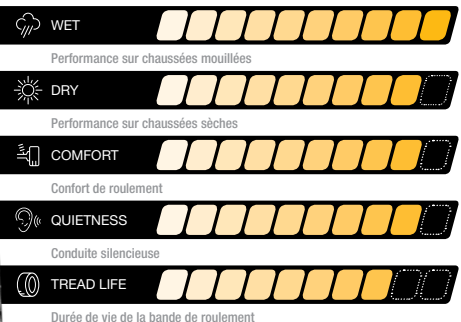 WET
Performance sur chaussées mouillées
DRY
Performance sur chaussées sèches
COMFORT
Confort de roulement
QUIETNESS
Conduite silencieuse
TREAD LIFE
Durée de vie de la bande de roulement